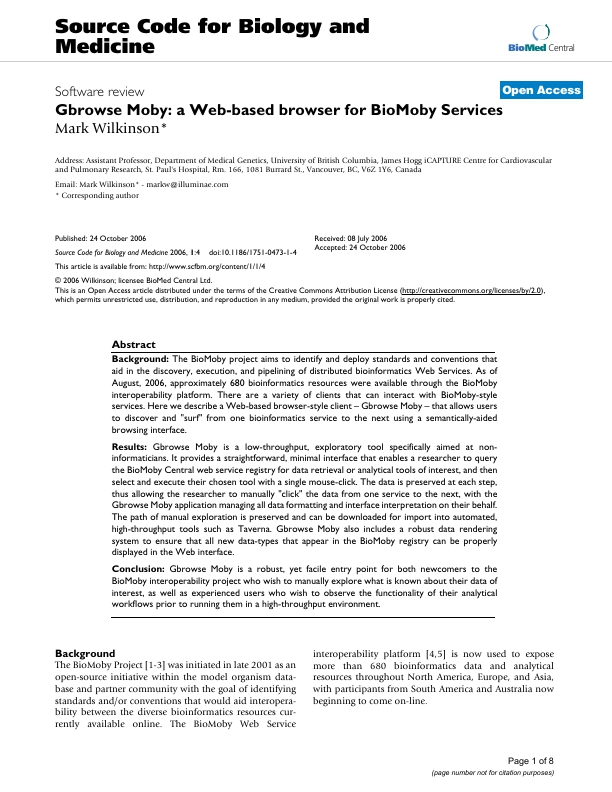 Source Code for Biology and
Medicine
BioMed Central
Software review
Open Access
Gbrowse Moby: a Web-based browser for BioMoby Services
Mark Wilkinson*
Address: Assistant Professor, Department of Medical Genetics, University of British Columbia, James Hogg iCAPTURE Centre for Cardiovascular
and Pulmonary Research, St. Paul's Hospital, Rm. 166, 1081 Burrard St., Vancouver, BC, V6Z 1Y6, Canada
Email: Mark Wilkinson* - markw@illuminae.com
* Corresponding author
Published: 24 October 2006
Source Code for Biology and Medicine 2006, 1:4 doi:10.1186/1751-0473-1-4
This article is available from: http://www.scfbm.org/content/1/1/4
Received: 08 July 2006
Accepted: 24 October 2006
© 2006 Wilkinson; licensee BioMed Central Ltd.
This is an Open Access article distributed under the terms of the Creative Commons Attribution License (http://creativecommons.org/licenses/by/2.0),
which permits unrestricted use, distribution, and reproduction in any medium, provided the original work is properly cited.
Abstract
Background: The BioMoby project aims to identify and deploy standards and conventions that
aid in the discovery, execution, and pipelining of distributed bioinformatics Web Services. As of
August, 2006, approximately 680 bioinformatics resources were available through the BioMoby
interoperability platform. There are a variety of clients that can interact with BioMoby-style
services. Here we describe a Web-based browser-style client – Gbrowse Moby – that allows users
to discover and "surf" from one bioinformatics service to the next using a semantically-aided
browsing interface.
Results: Gbrowse Moby is a low-throughput, exploratory tool specifically aimed at non-
informaticians. It provides a straightforward, minimal interface that enables a researcher to query
the BioMoby Central web service registry for data retrieval or analytical tools of interest, and then
select and execute their chosen tool with a single mouse-click. The data is preserved at each step,
thus allowing the researcher to manually "click" the data from one service to the next, with the
Gbrowse Moby application managing all data formatting and interface interpretation on their behalf.
The path of manual exploration is preserved and can be downloaded for import into automated,
high-throughput tools such as Taverna. Gbrowse Moby also includes a robust data rendering
system to ensure that all new data-types that appear in the BioMoby registry can be properly
displayed in the Web interface.
Conclusion: Gbrowse Moby is a robust, yet facile entry point for both newcomers to the
BioMoby interoperability project who wish to manually explore what is known about their data of
interest, as well as experienced users who wish to observe the functionality of their analytical
workflows prior to running them in a high-throughput environment.
Background
The BioMoby Project [1-3] was initiated in late 2001 as an
open-source initiative within the model organism data-
base and partner community with the goal of identifying
standards and/or conventions that would aid interopera-
bility between the diverse bioinformatics resources cur-
rently available online. The BioMoby Web Service
interoperability platform [4,5] is now used to expose
more than 680 bioinformatics data and analytical
resources throughout North America, Europe, and Asia,
with participants from South America and Australia now
beginning to come on-line.
Page 1 of 8
(page number not for citation purposes)